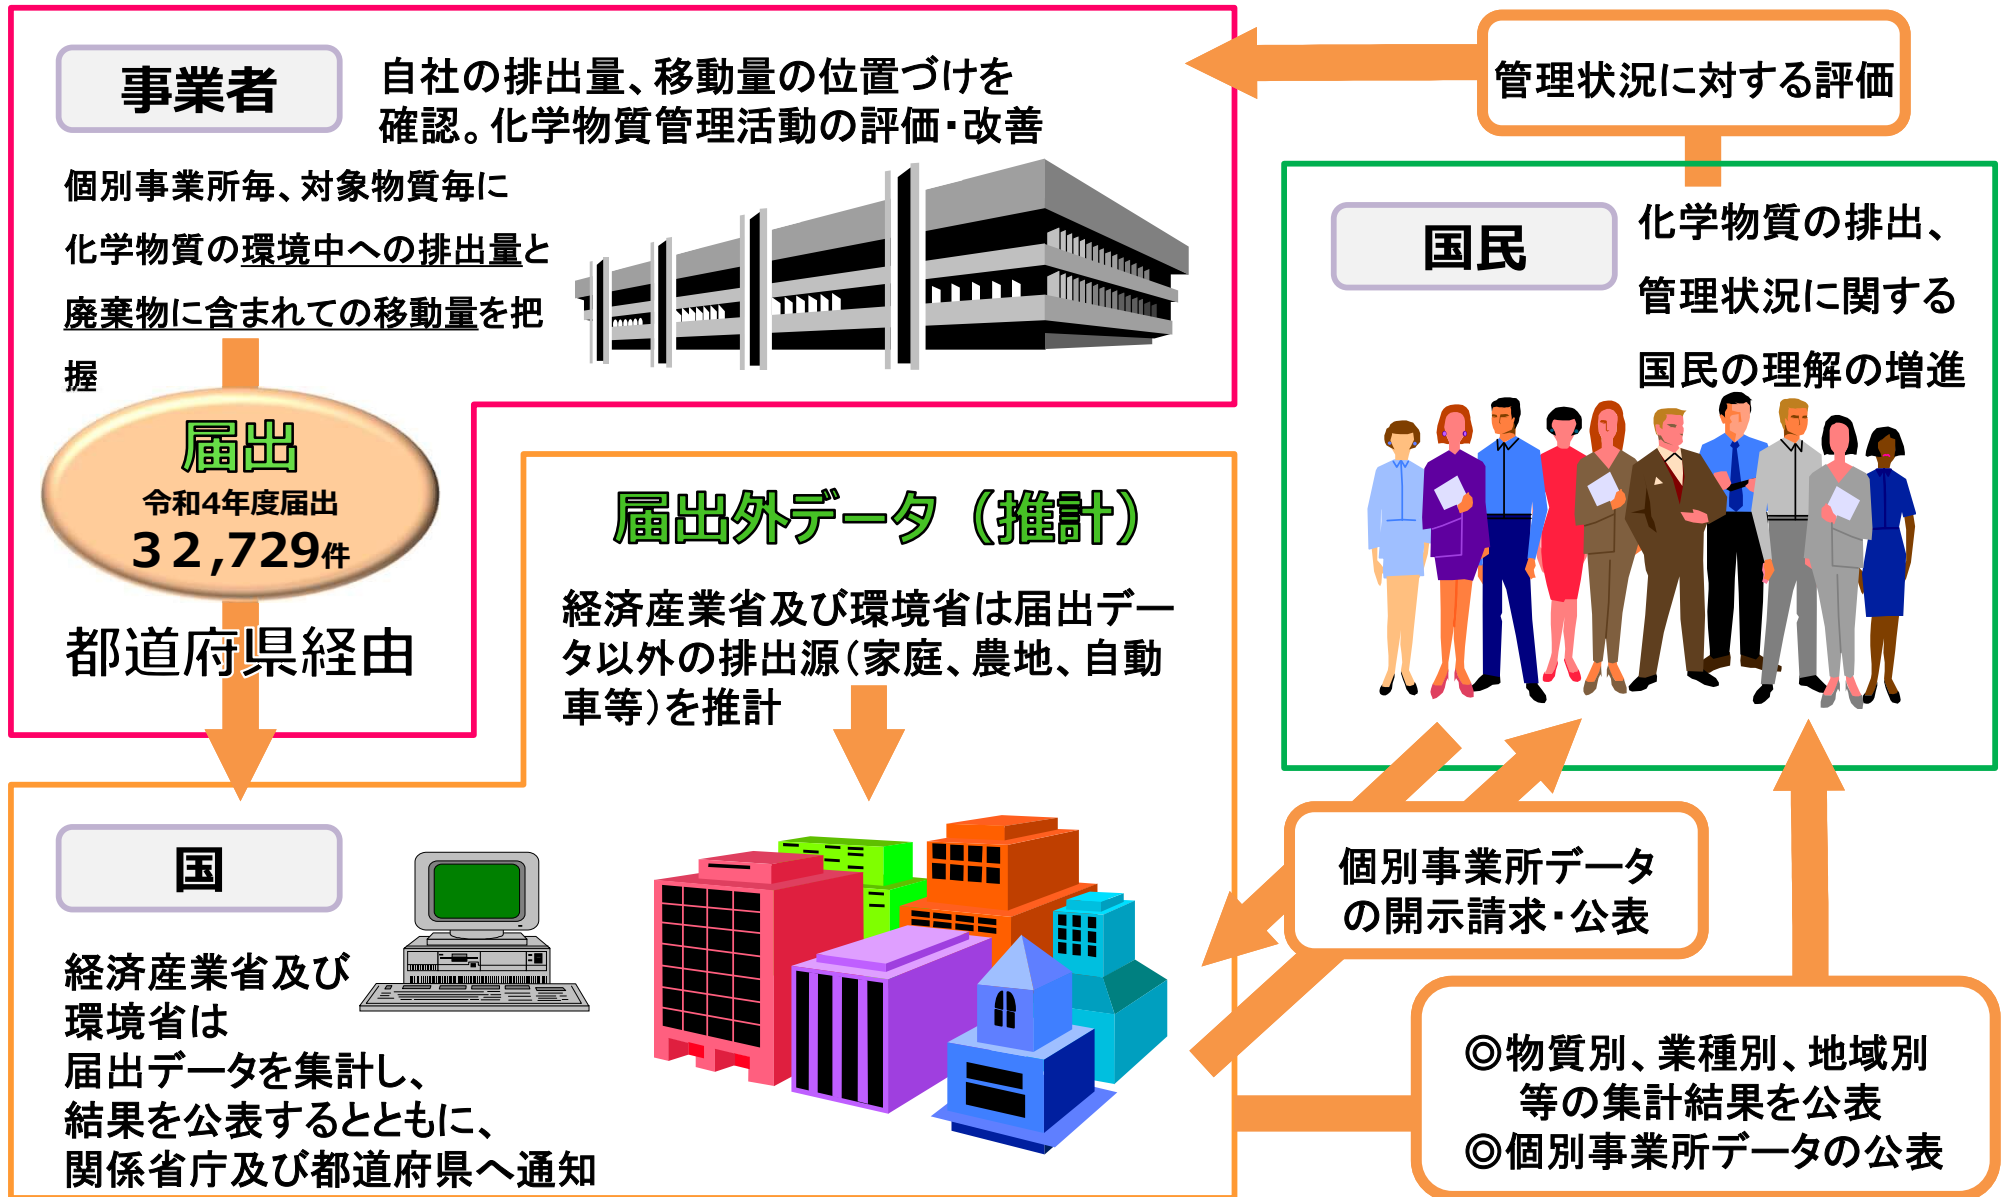 事業者
自社の排出量、移動量の位置づけを
確認。化学物質管理活動の評価・改善
個別事業所毎、対象物質毎に
化学物質の環境中への排出量と
廃棄物に含まれての移動量を把
握
届出
令和4年度届出
３２,729件
都道府県経由
管理状況に対する評価
国民
化学物質の排出、
管理状況に関する
国民の理解の増進
届出外データ（推計）
経済産業省及び環境省は届出デー
タ以外の排出源（家庭、農地、自動
車等）を推計
国
経済産業省及び
環境省は
届出データを集計し、
結果を公表するとともに、
関係省庁及び都道府県へ通知
個別事業所データ
の開示請求・公表
◎物質別、業種別、地域別
等の集計結果を公表
◎個別事業所データの公表